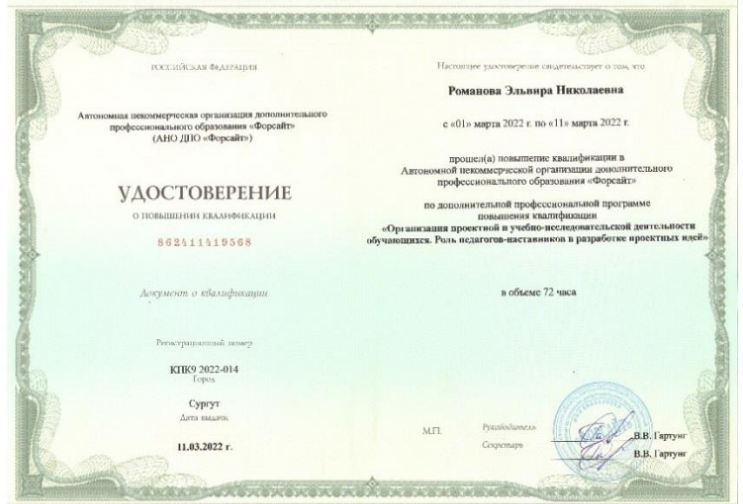 РОССИЙСКАЯ ФЕДЕРАЦИЯ
Автономная некоммерческая организация дополнительного
профессионального образования «Форсайт»
(АНО ДПО «Форсайт»)
УДОСТОВЕРЕНИЕ
О ПОВЫШЕНИИ КВАЛИФИКАЦИИ
862411419568
Документ о квалификации
Регистрационный номер
КПК9 2022-014
Город
Сургут
Дата выдачи
11.03.2022 г.
Настоящее удостоверение свидетельствует о том, что
Романова Эльвира Николаевна
с «01» марта 2022 г. по «11» марта 2022 г.
прошел(а) повышение квалификации в
Автономной некоммерческой организации дополнительного
профессионального образования «Форсайт»
по дополнительной профессиональной программе
повышения квалификации
«Организация проектной и учебно-исследовательской деятельности
обучающихся. Роль педагогов-наставников в разработке проектных идей»
в объеме 72 часа
М.П.
Руководитель
В.В. Гартунг
Секретарь
В.В. Гартунг